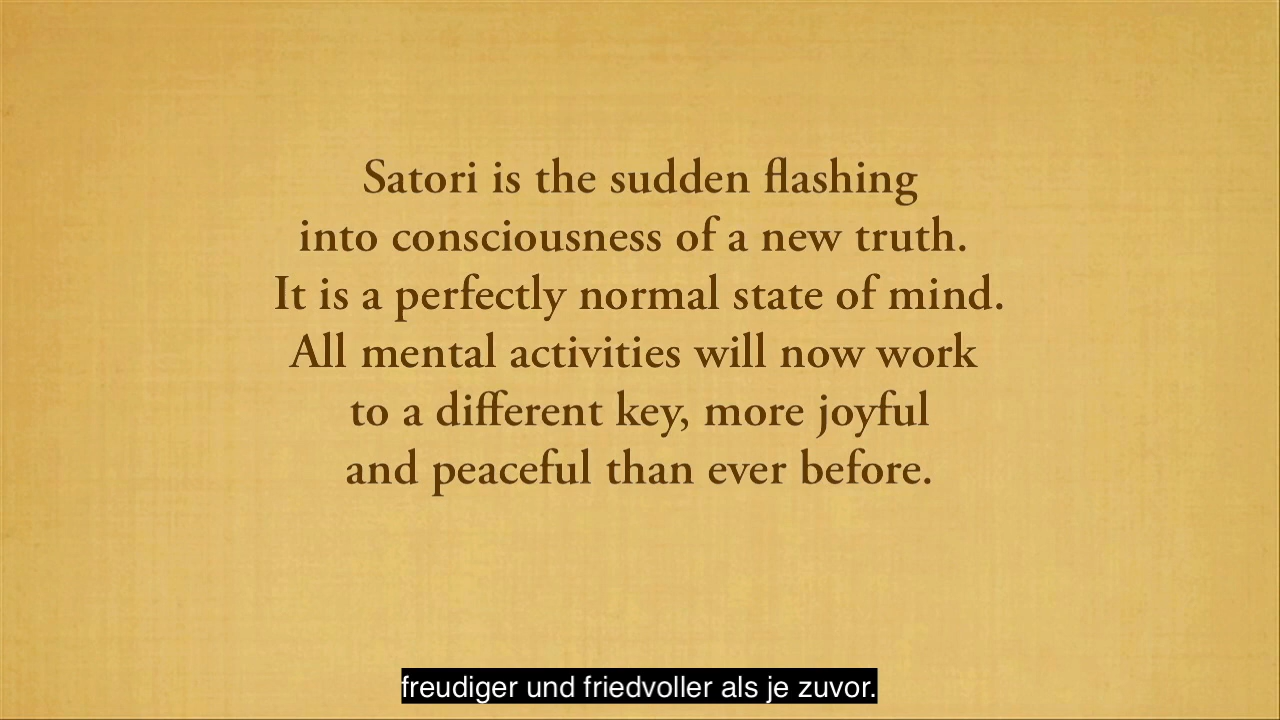 Satori is the sudden flashing
into consciousness of a new truth.
It is a perfectly normal state of mind.
All mental activities will now work
to a different key, more joyful
and peaceful than ever before.
freudiger und friedvoller als je zuvor.